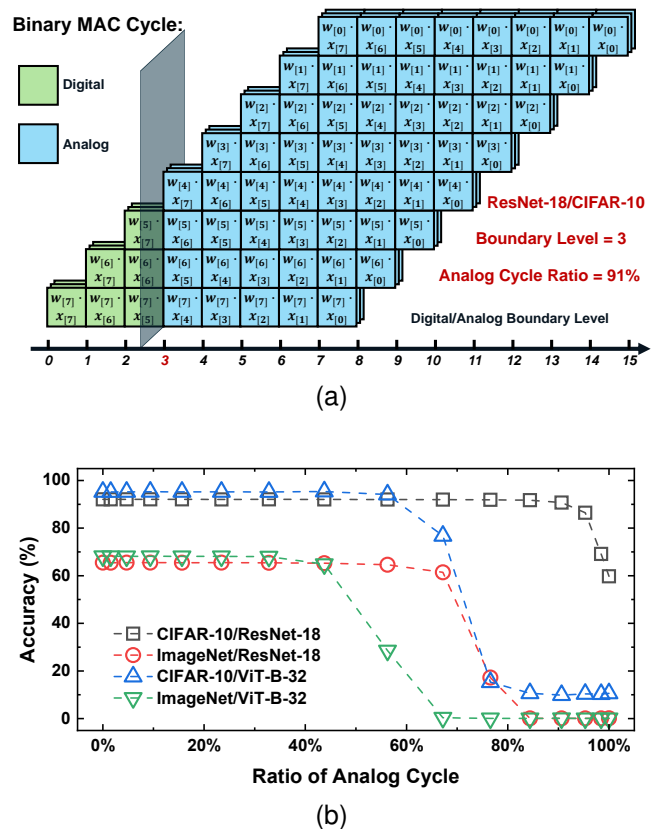 Binary MAC Cycle:
Digital
Analog
w[0]· w[0]· w[0]· w[0]· w[0]· w[0]· w[0]· w[0]·
x[7] x[6] x[5] x[4] x[3] x[2] x[1] x[0]
w[1]· w[1]· w[1]· w[1]· w[1]· w[1]· w[1]· w[1]·
x[7] x[6] x[5] x[4] x[3] x[2] x[1] x[0]
w[2]· w[2]· w[2]· w[2]· w[2]· w[2]· w[2]· w[2]·
x[7] x[6] x[5] x[4] x[3] x[2] x[1] x[0]
w[3]· w[3]· w[3]· w[3]· w[3]· w[3]· w[3]· w[3]·
x[7] x[6] x[5] x[4] x[3] x[2] x[1] x[0]
w[4]· w[4]· w[4]· w[4]· w[4]· w[4]· w[4]· w[4]·
x[7] x[6] x[5] x[4] x[3] x[2] x[1] x[0]
w[5]· w[5]· w[5]· w[5]· w[5]· w[5]· w[5]· w[5]·
x[7] x[6] x[5] x[4] x[3] x[2] x[1] x[0]
w[6]· w[6]· w[6]· w[6]· w[6]· w[6]· w[6]· w[6]·
x[7] x[6] x[5] x[4] x[3] x[2] x[1] x[0]
w[7]· w[7]· w[7]· w[7]· w[7]· w[7]· w[7]· w[7]·
x[7] x[6] x[5] x[4] x[3] x[2] x[1] x[0]
ResNet-18/CIFAR-10
Boundary Level = 3
Analog Cycle Ratio = 91%
Digital/Analog Boundary Level
0 1 2 3 4 5 6 7 8 9 10 11 12 13 14 15
(a)
Accuracy (%)
100
80
60
40
20
0
CIFAR-10/ResNet-18
ImageNet/ResNet-18
CIFAR-10/ViT-B-32
ImageNet/ViT-B-32
0% 20% 40% 60% 80% 100%
Ratio of Analog Cycle
(b)